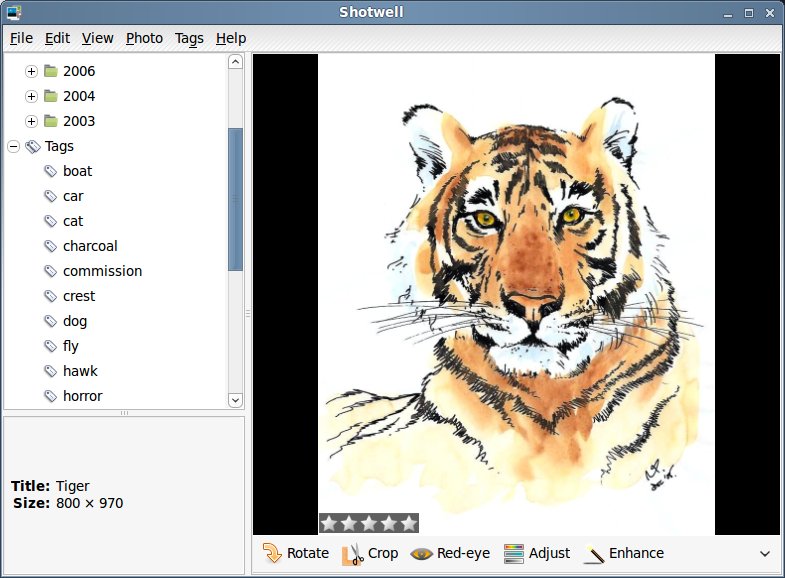 Shotwell
File Edit View Photo Tags Help
2006
2004
2003
Tags
boat
car
cat
charcoal
commission
crest
dog
fly
hawk
horror
Title: Tiger
Size: 800 × 970
Rotate Crop Red-eye Adjust Enhance